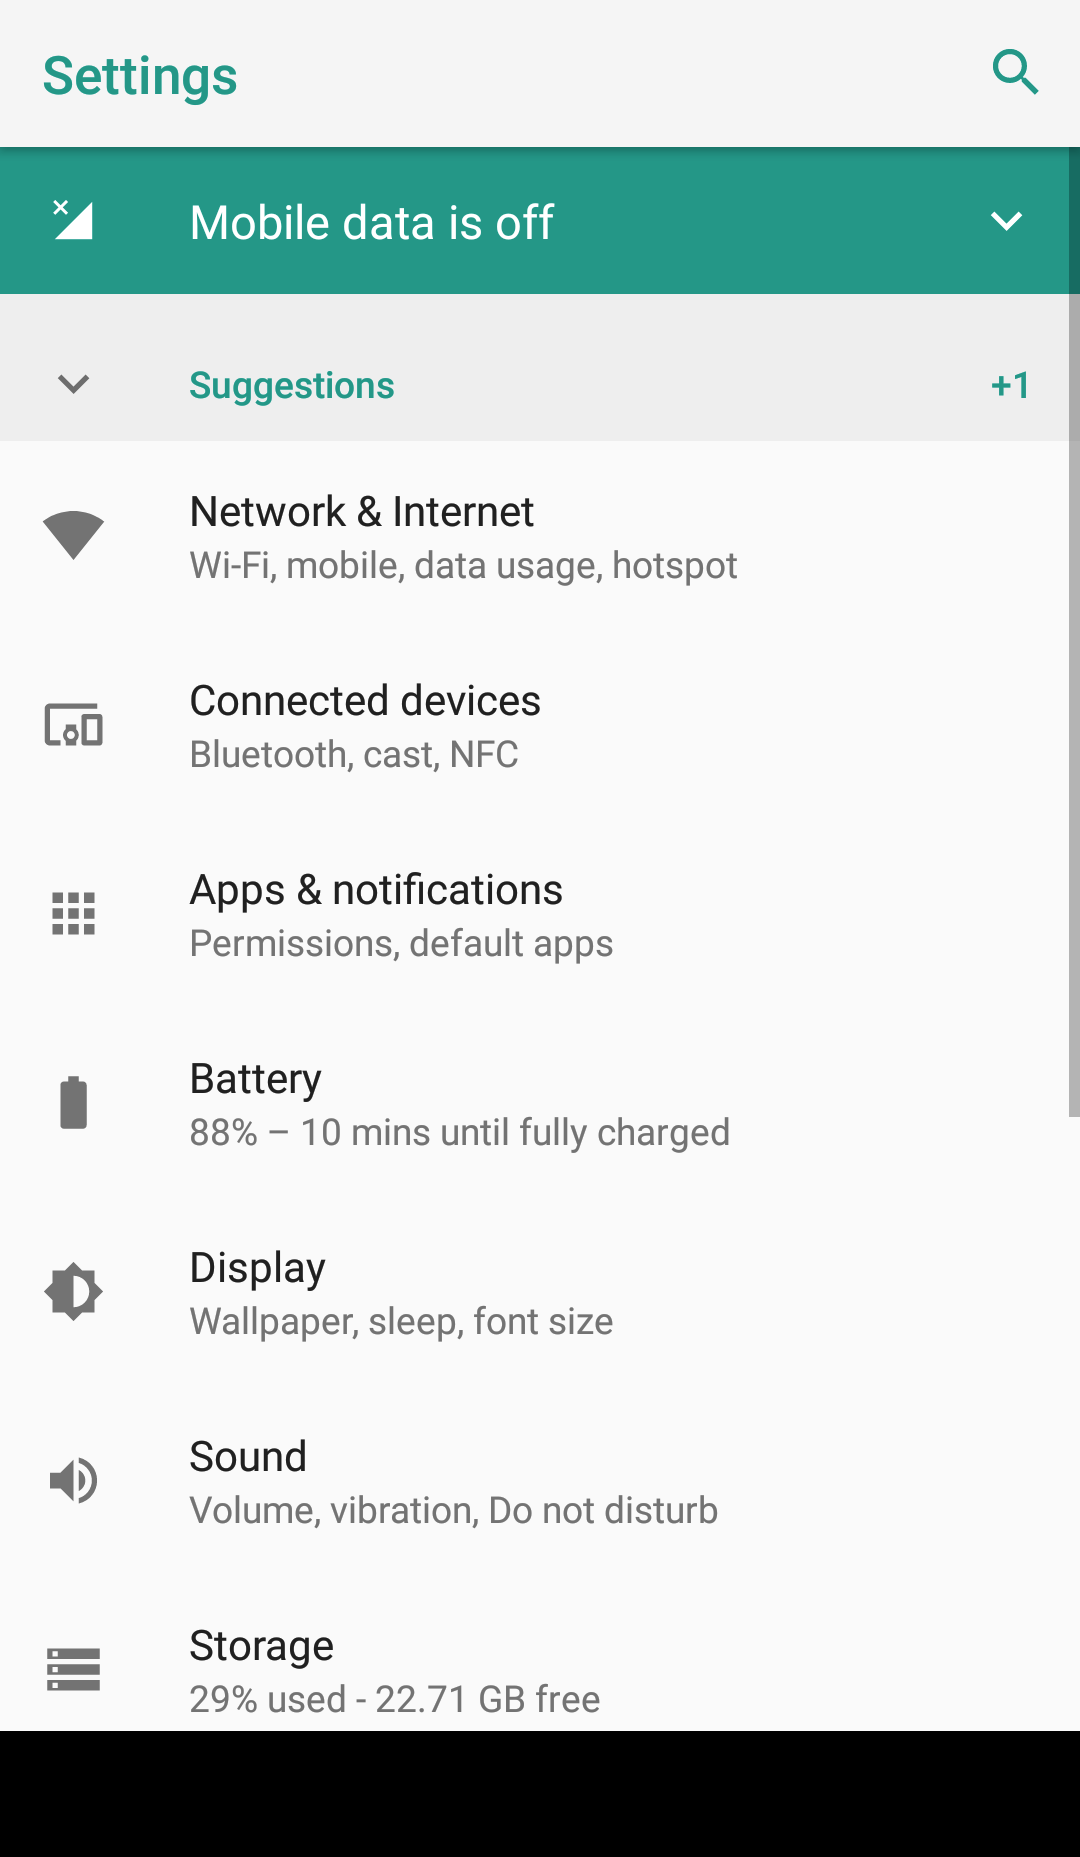 Settings
Mobile data is off
Suggestions +1
Network & Internet
Wi-Fi, mobile, data usage, hotspot
Connected devices
Bluetooth, cast, NFC
Apps & notifications
Permissions, default apps
Battery
88% – 10 mins until fully charged
Display
Wallpaper, sleep, font size
Sound
Volume, vibration, Do not disturb
Storage
29% used - 22.71 GB free